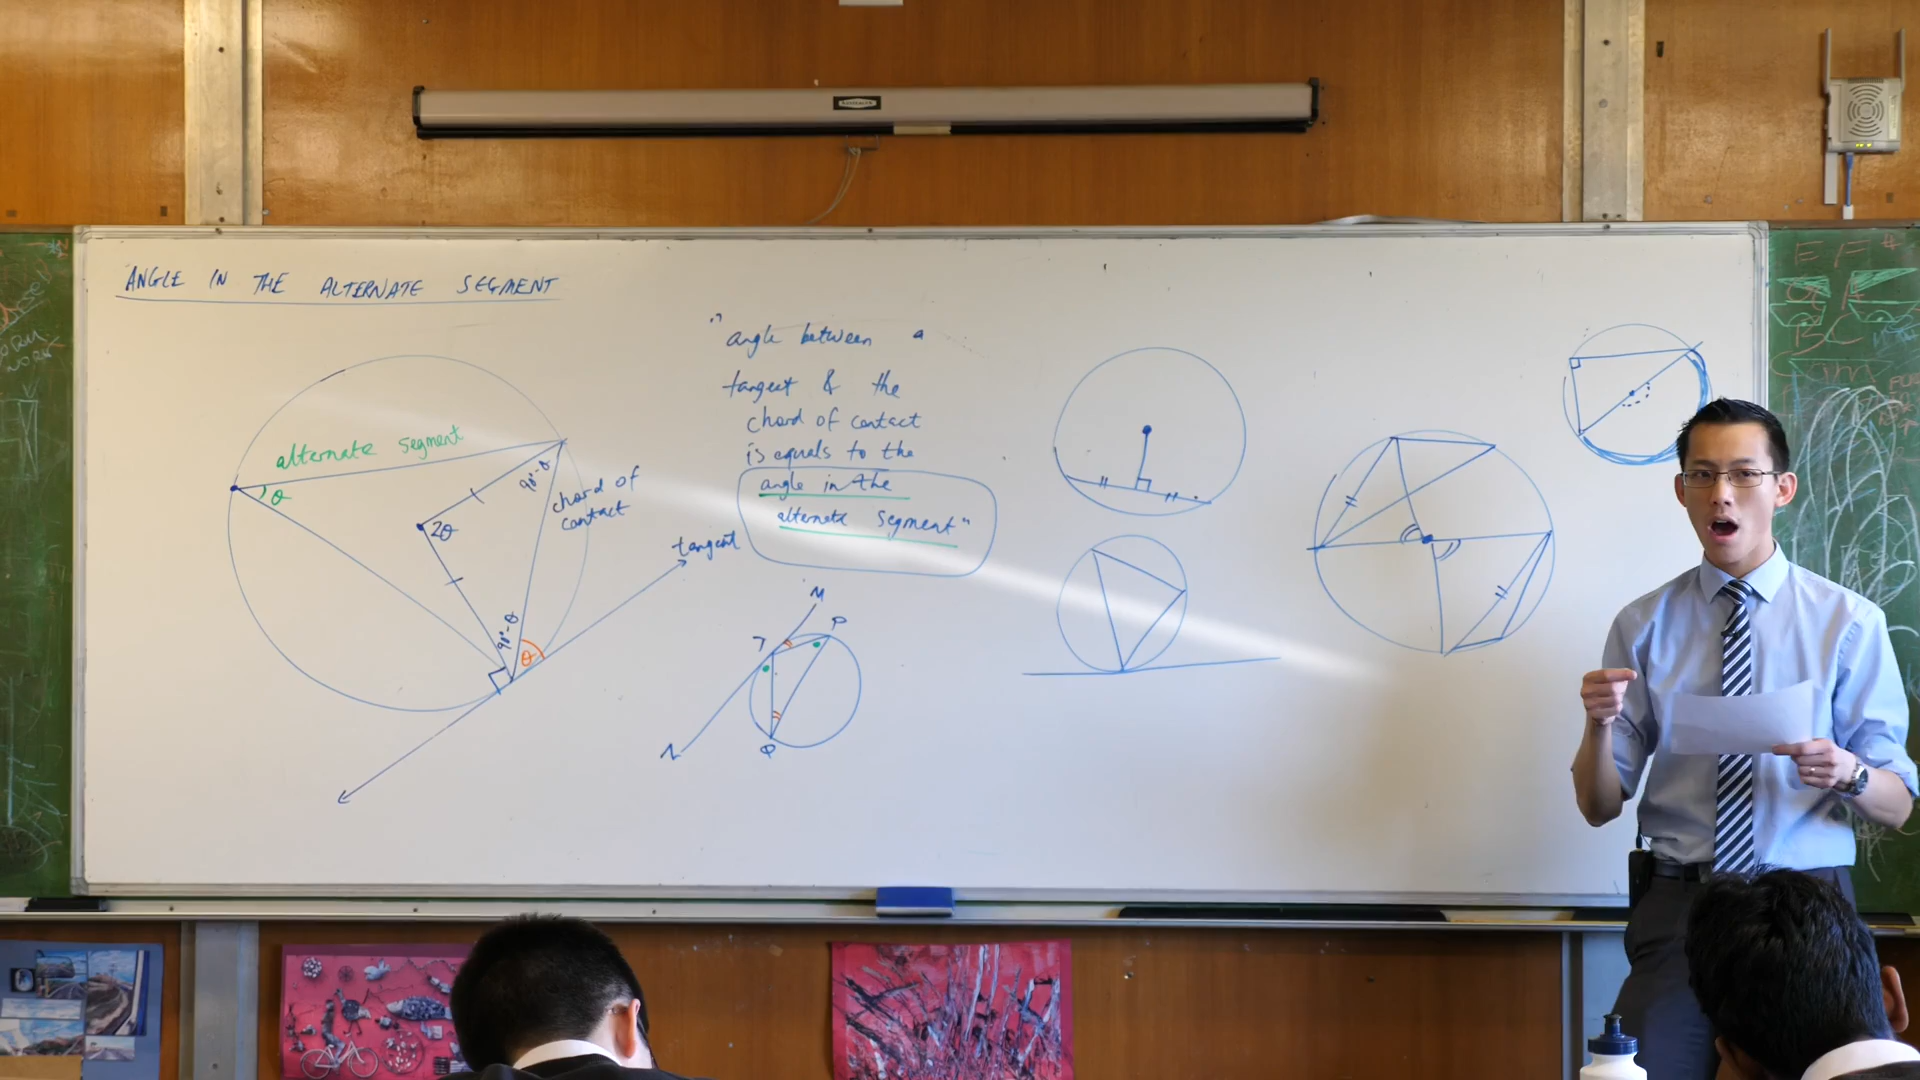 ANGLE IN THE ALTERNATE SEGMENT
"angle between a
tangent & the
chord of contact
is equals to the
angle in the
alternate segment"
alternate segment
θ
2θ
90°-θ
chord of
contact
tangent
90°-θ
θ
M
T
P
N
Q